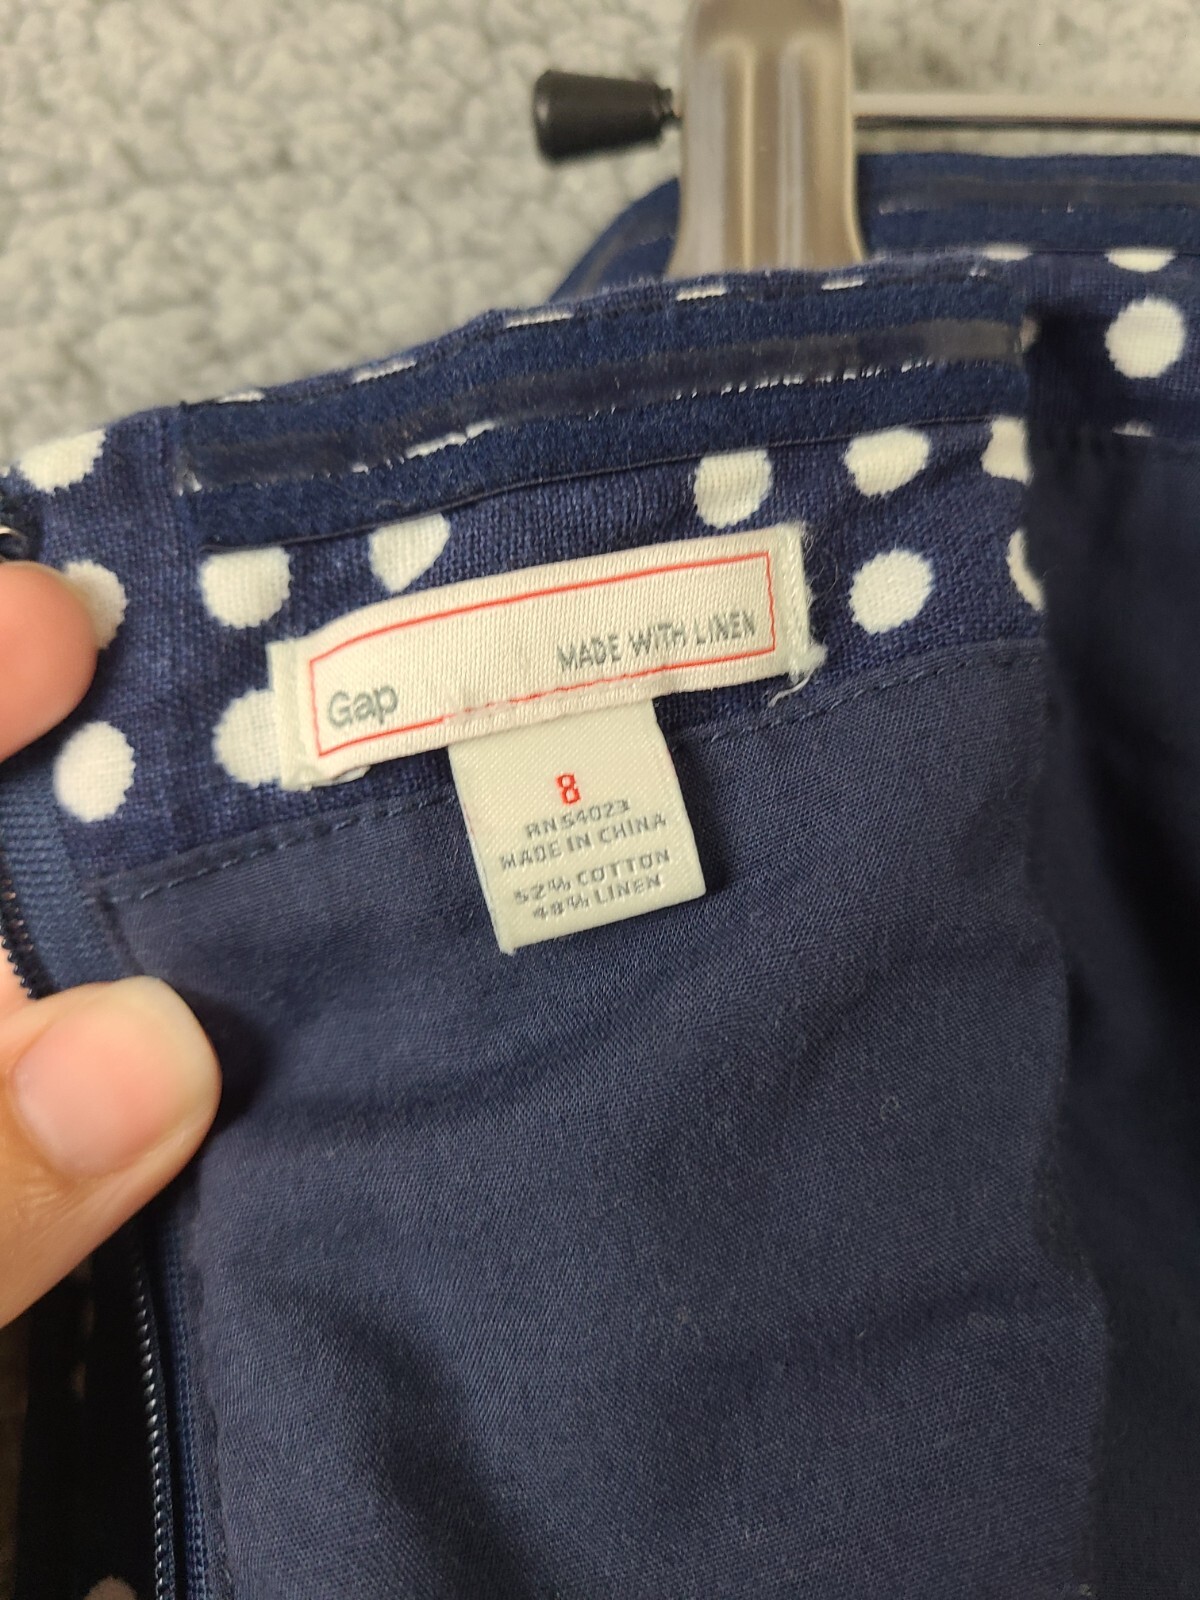 Gap MADE WITH LINEN
8
RN54023
MADE IN CHINA
52% COTTON
48% LINEN